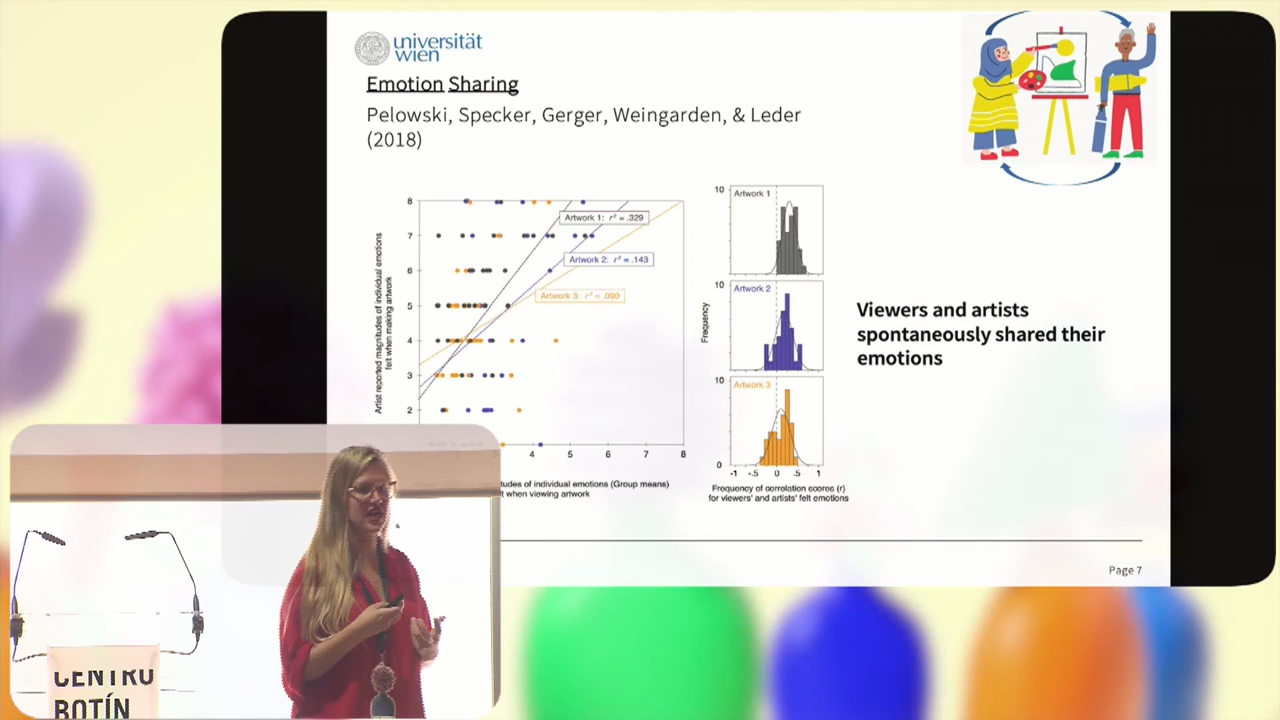 universität
wien
Emotion Sharing
Pelowski, Specker, Gerger, Weingarden, & Leder
(2018)
Artist reported magnitudes of individual emotions
felt when making artwork
8
7
6
5
4
3
2
Artwork 1: r² = .329
Artwork 2: r² = .143
Artwork 3: r² = .090
4 5 6 7 8
tudes of individual emotions (Group means)
t when viewing artwork
Frequency
10
Artwork 1
10
Artwork 2
10
Artwork 3
0
-1 -.5 0 .5 1
Frequency of correlation scores (r)
for viewers' and artists' felt emotions
Viewers and artists
spontaneously shared their
emotions
Page 7
CENTRO
BOTÍN